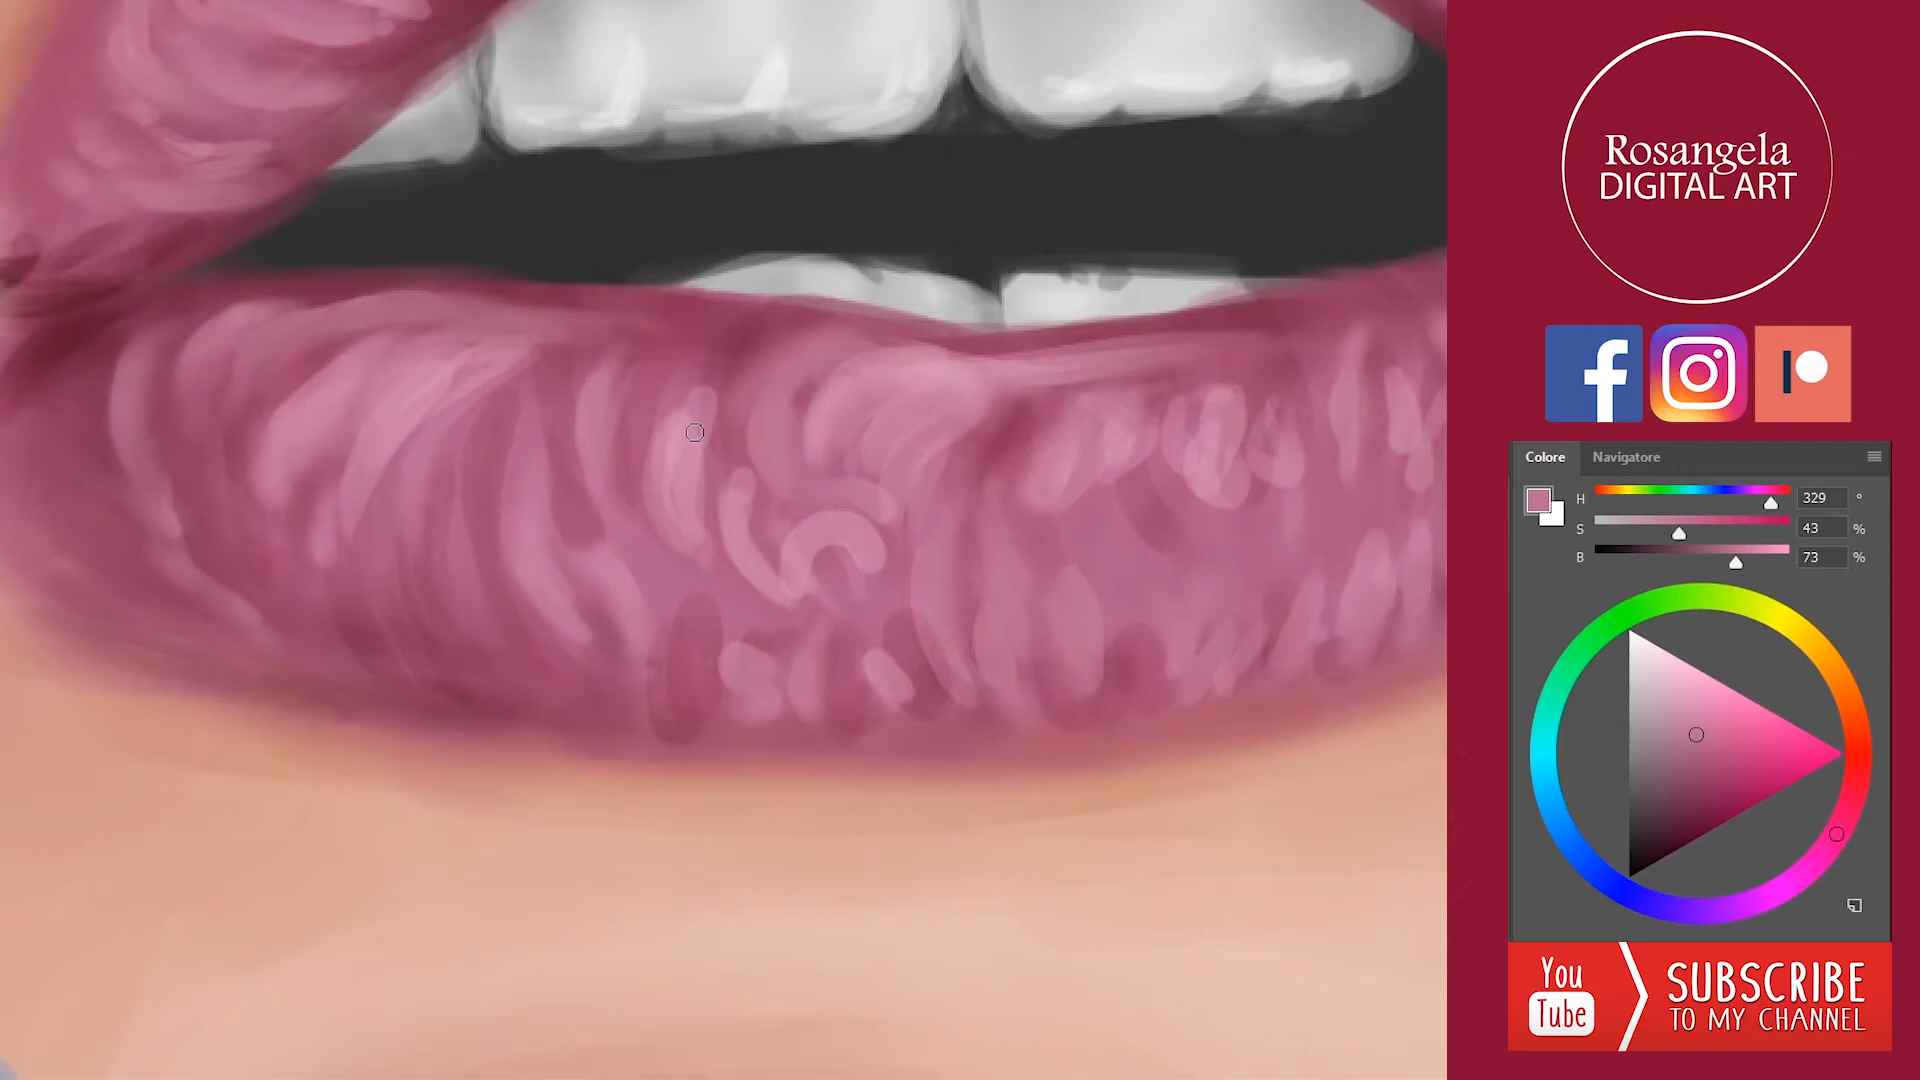 Rosangela
DIGITAL ART
Colore
Navigatore
H 329 °
S 43 %
B 73 %
You
Tube
SUBSCRIBE
TO MY CHANNEL